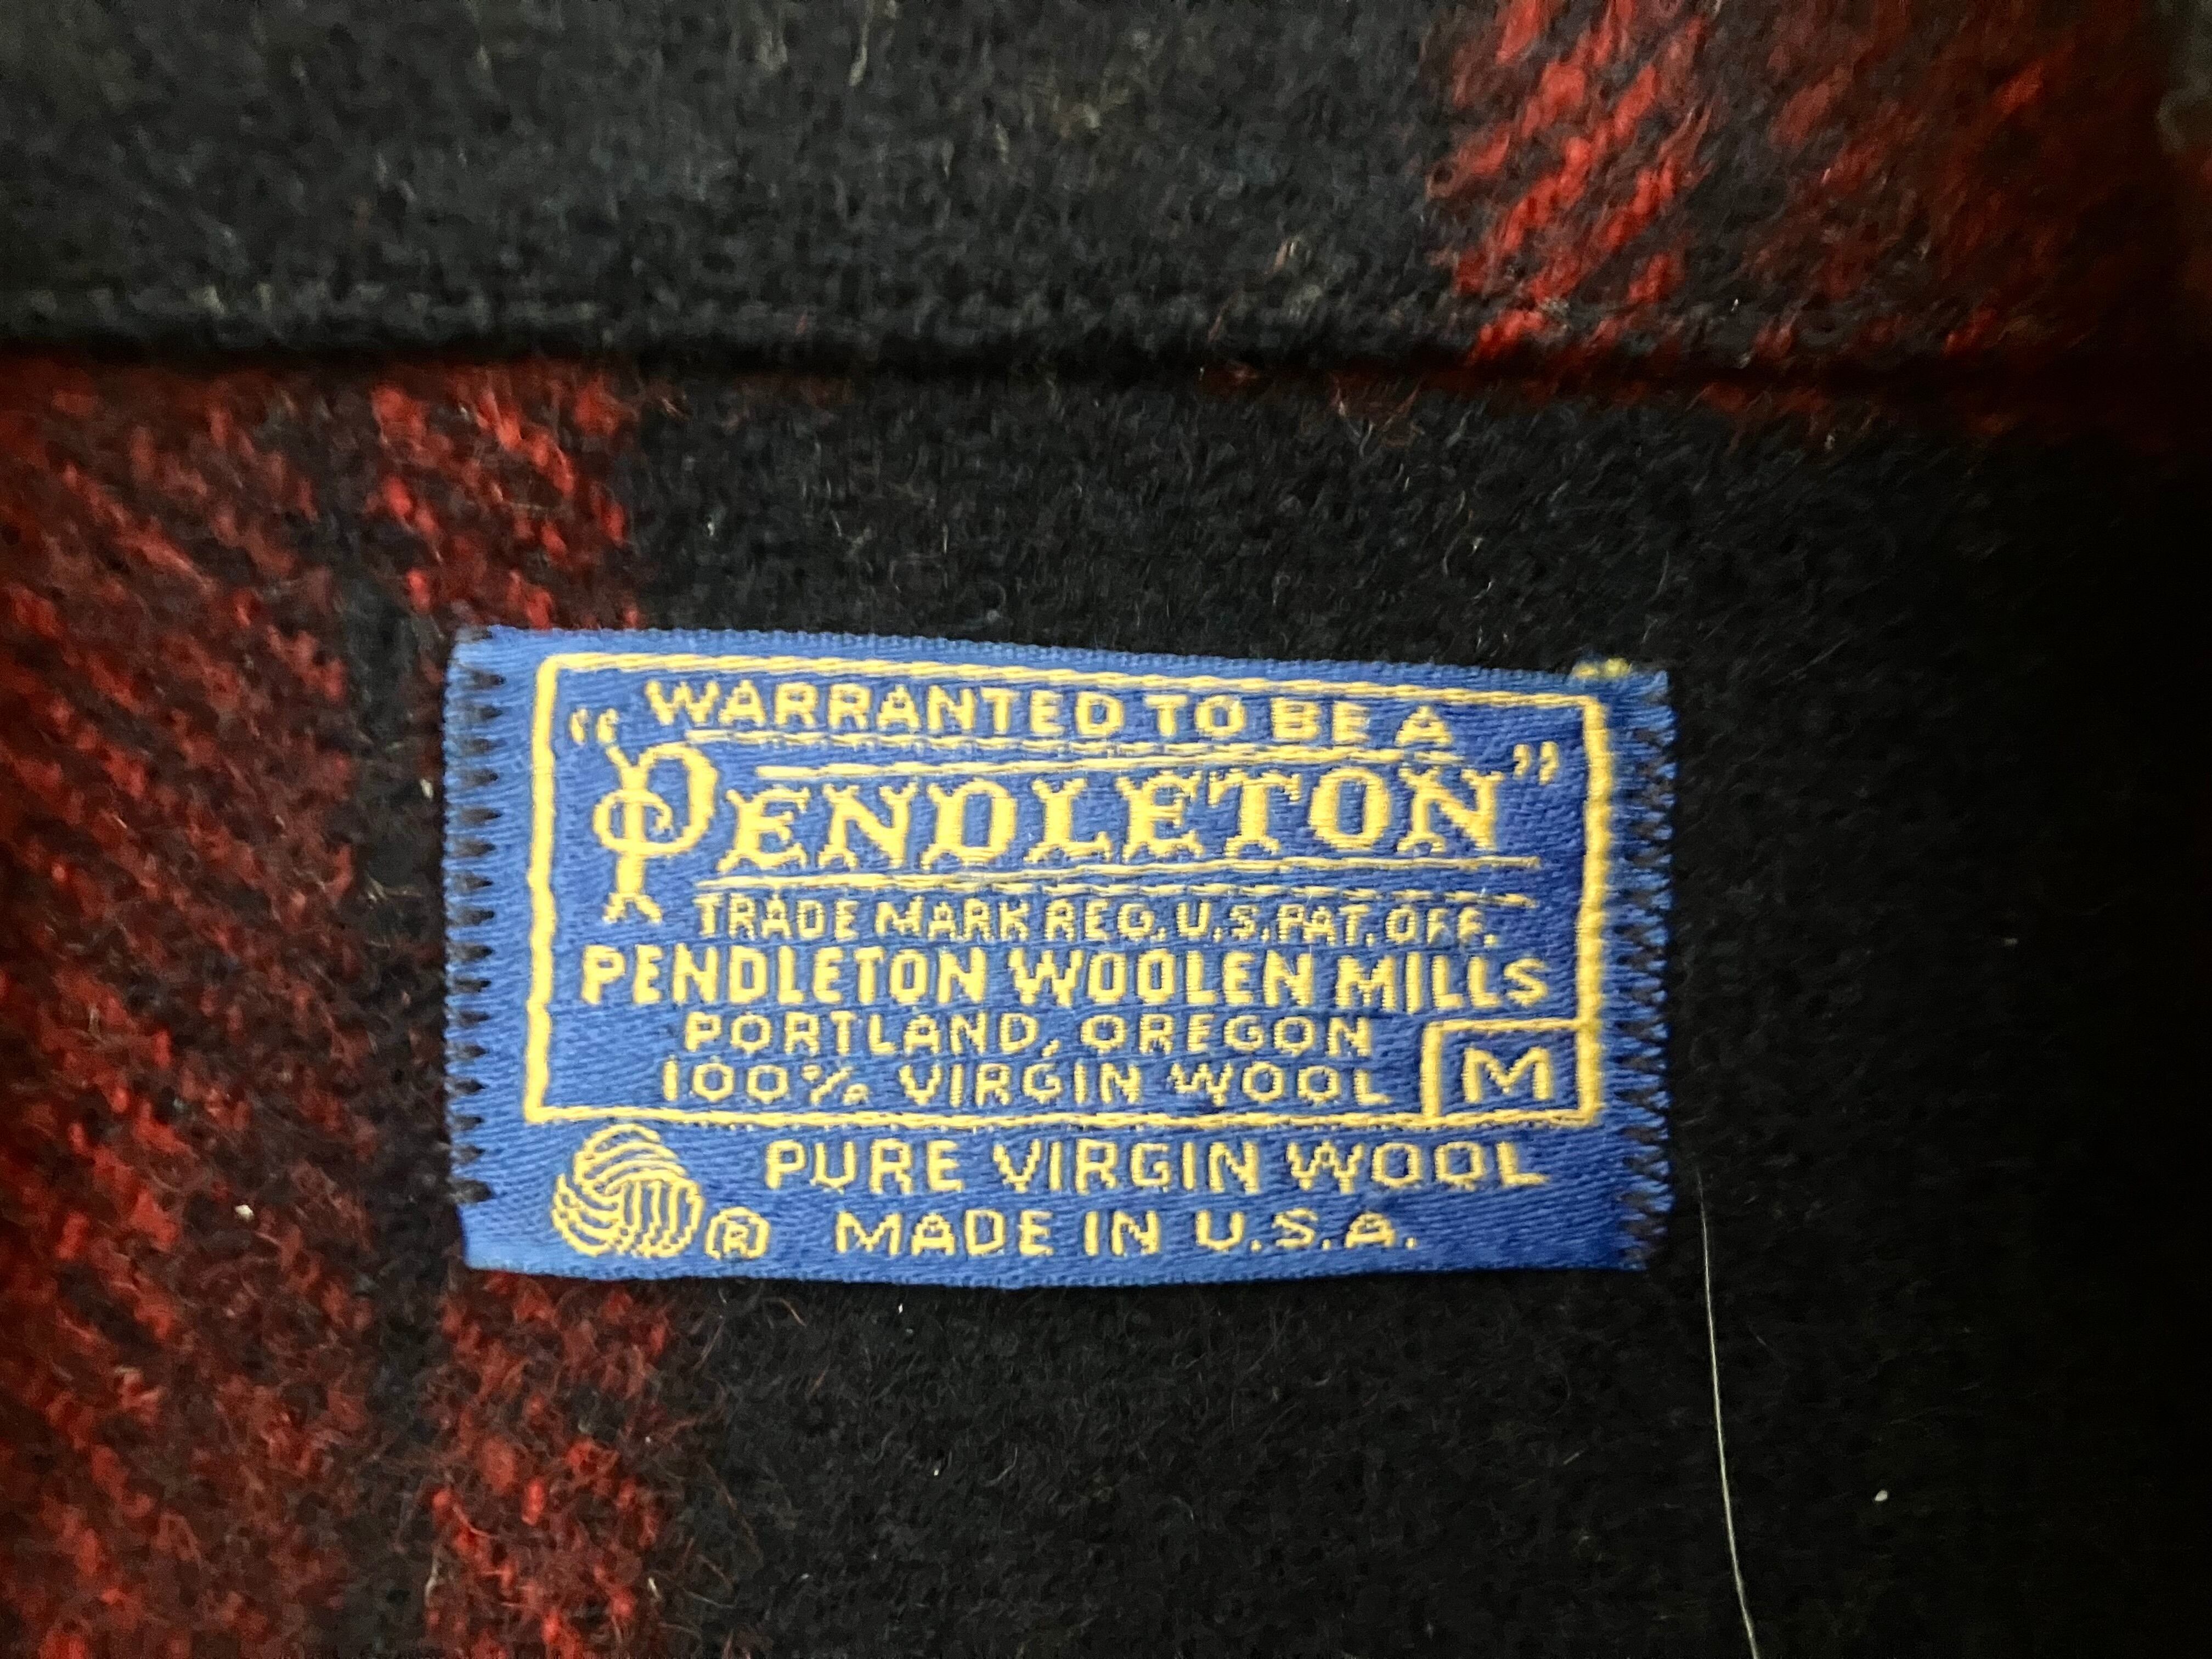 WARRANTED TO BE A
"PENDLETON"
TRADE MARK REG. U.S. PAT. OFF.
PENDLETON WOOLEN MILLS
PORTLAND, OREGON
100% VIRGIN WOOL M
PURE VIRGIN WOOL
® MADE IN U.S.A.